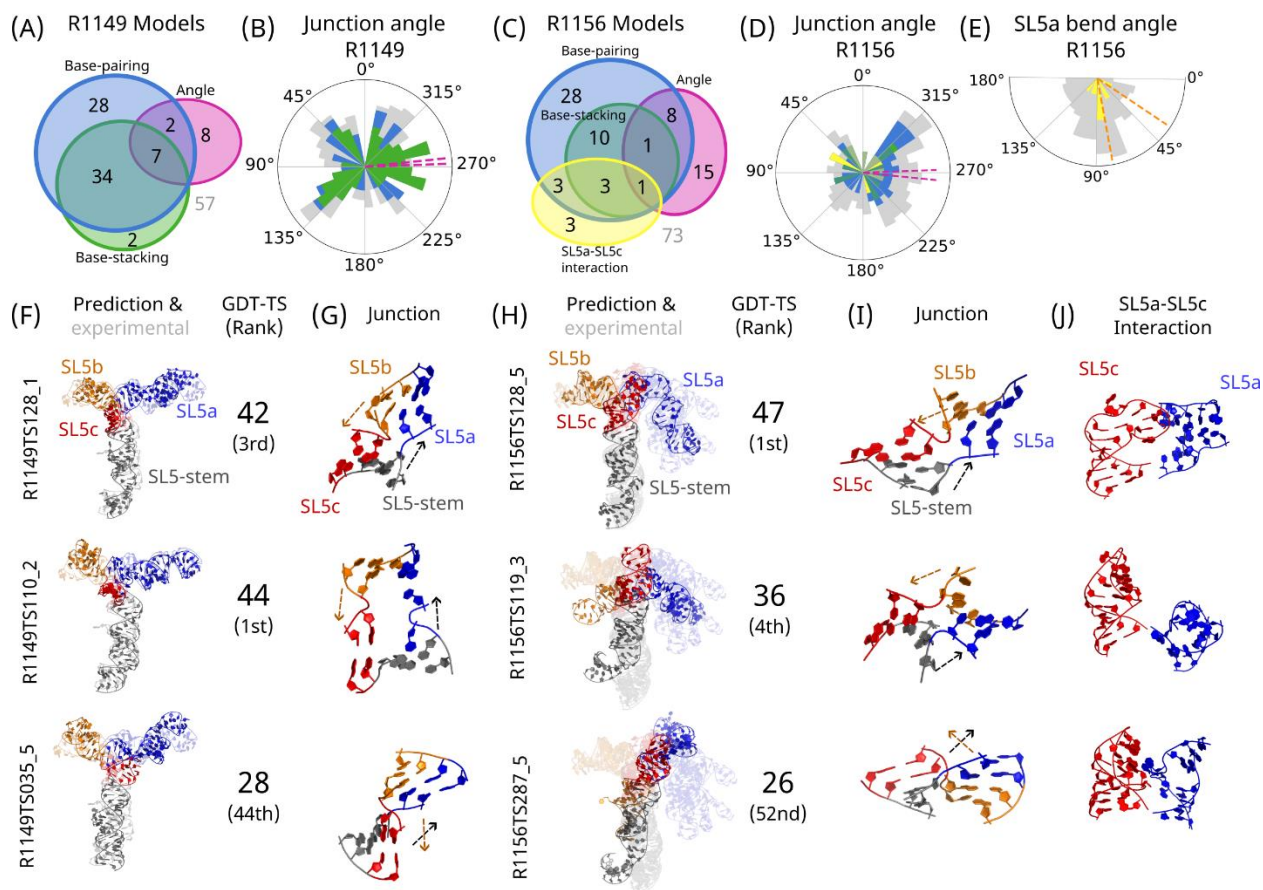 (A) R1149 Models
Base-pairing
Angle
28
2
8
7
34
57
2
Base-stacking
(B) Junction angle
R1149
0°
45°
315°
90°
270°
135°
225°
180°
(C) R1156 Models
Base-pairing
Angle
28
Base-stacking
8
10
1
15
3
3
1
3
73
SL5a-SL5c
interaction
(D) Junction angle
R1156
0°
45°
315°
90°
270°
135°
225°
180°
(E) SL5a bend angle
R1156
180°
0°
135°
45°
90°
(F) Prediction &
experimental
GDT-TS
(Rank)
(G) Junction
(H) Prediction &
experimental
GDT-TS
(Rank)
(I) Junction
(J) SL5a-SL5c
Interaction
R1149TS128_1
SL5b
SL5c
SL5a
SL5-stem
42
(3rd)
SL5b
SL5a
SL5c
SL5-stem
R1156TS128_5
SL5b
SL5c
SL5a
SL5-stem
47
(1st)
SL5b
SL5a
SL5c
SL5-stem
SL5c
SL5a
R1149TS110_2
44
(1st)
R1156TS119_3
36
(4th)
R1149TS035_5
28
(44th)
R1156TS287_5
26
(52nd)